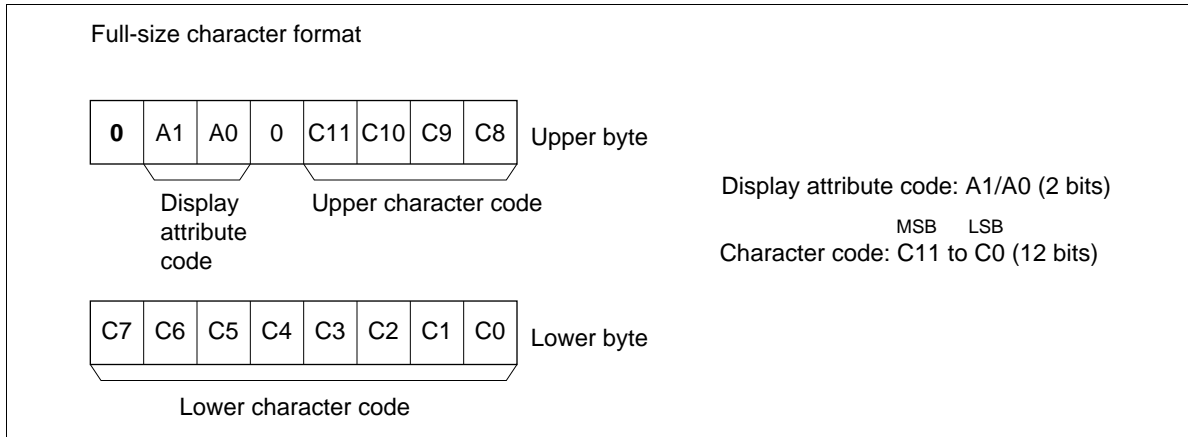 Full-size character format
0 A1 A0 0 C11 C10 C9 C8 Upper byte
Display attribute code
Upper character code
Display attribute code: A1/A0 (2 bits)
MSB LSB
Character code: C11 to C0 (12 bits)
C7 C6 C5 C4 C3 C2 C1 C0 Lower byte
Lower character code